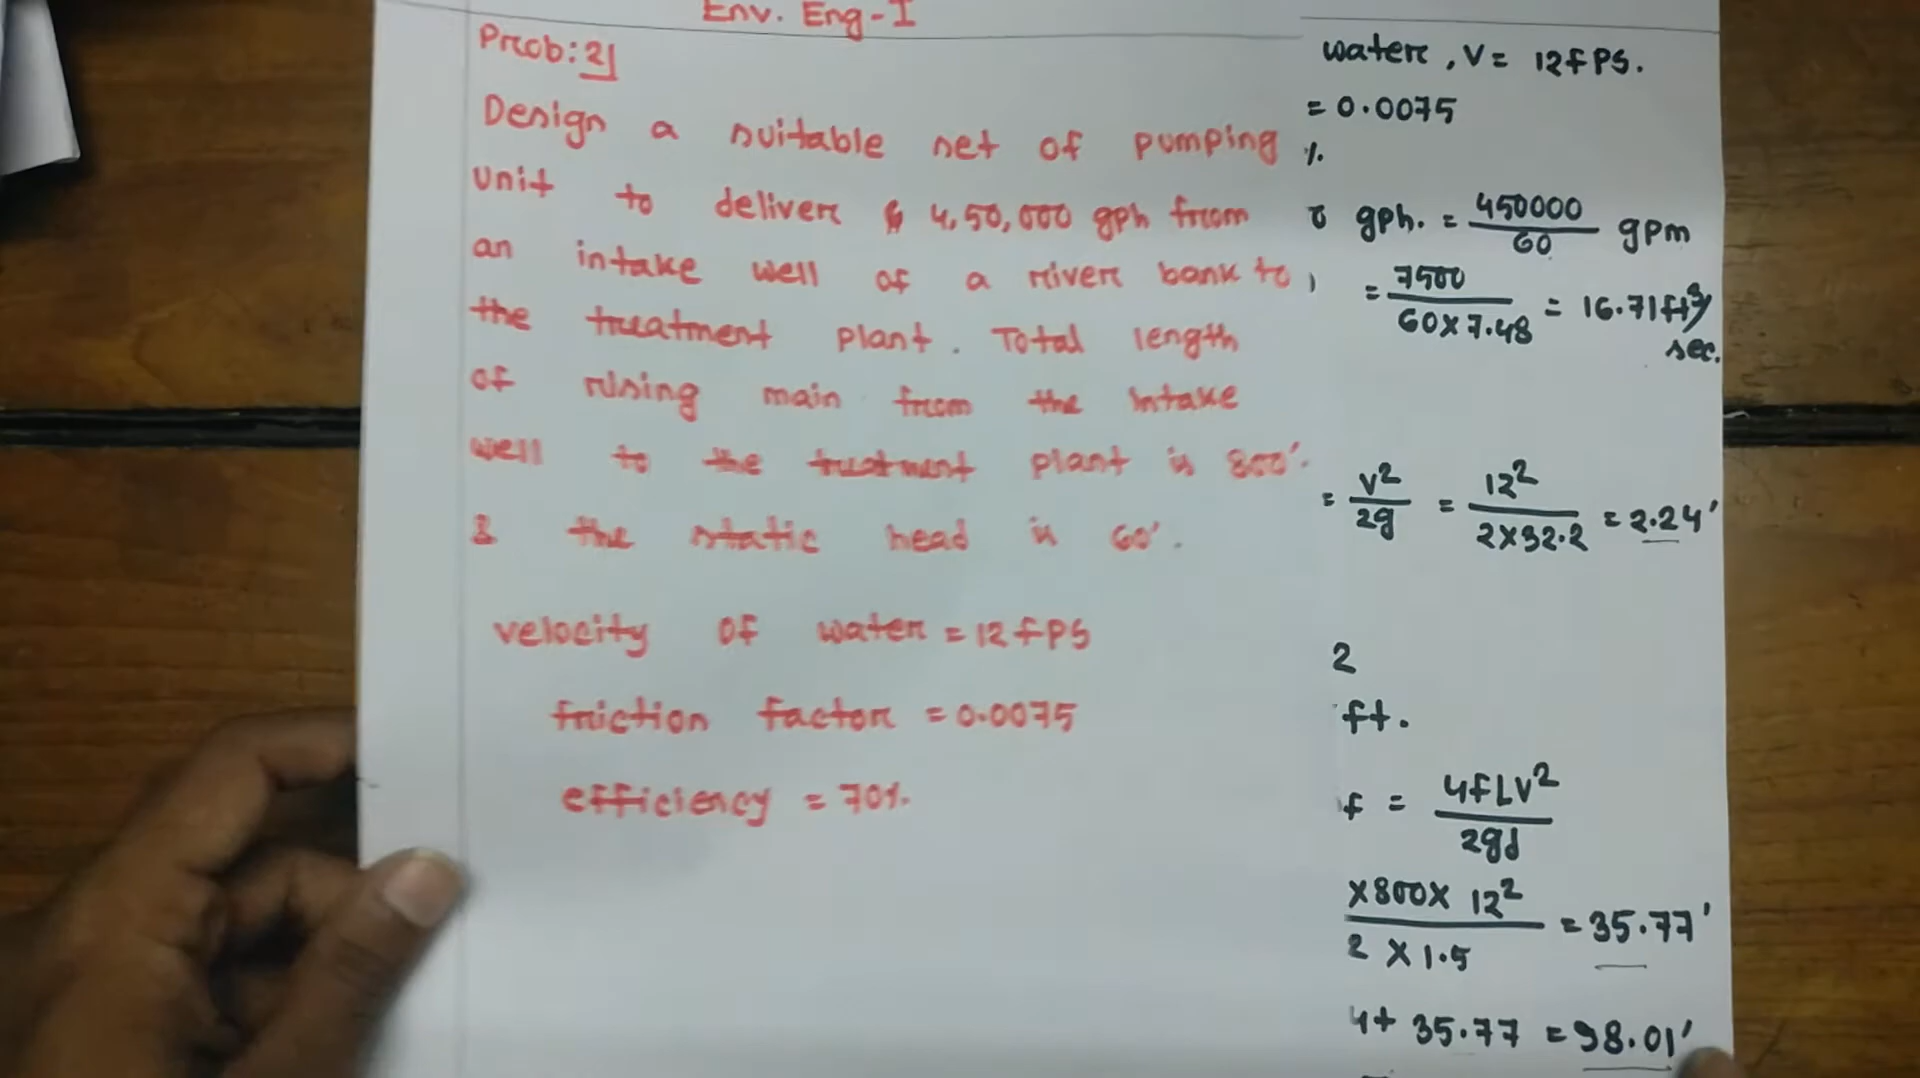 Env. Eng-I
Prob: 2
Design a suitable set of pumping
unit to deliver 4,50,000 gph from
an intake well of a river bank to
the treatment plant. Total length
of rising main from the intake
well to the treatment plant is 800'.
& the static head is 60'.
velocity of water = 12 fps
friction factor = 0.0075
efficiency = 70%.
water, V = 12 fps.
= 0.0075
%.
gph. = 450000/60 gpm
= 7500/60×7.48 = 16.71 ft³/sec.
= V²/2g = 12²/2×32.2 = 2.24'
2
ft.
f = 4fLV²/2gd
×800× 12²/2 × 1.5 = 35.77'
4+ 35.77 = 98.01'